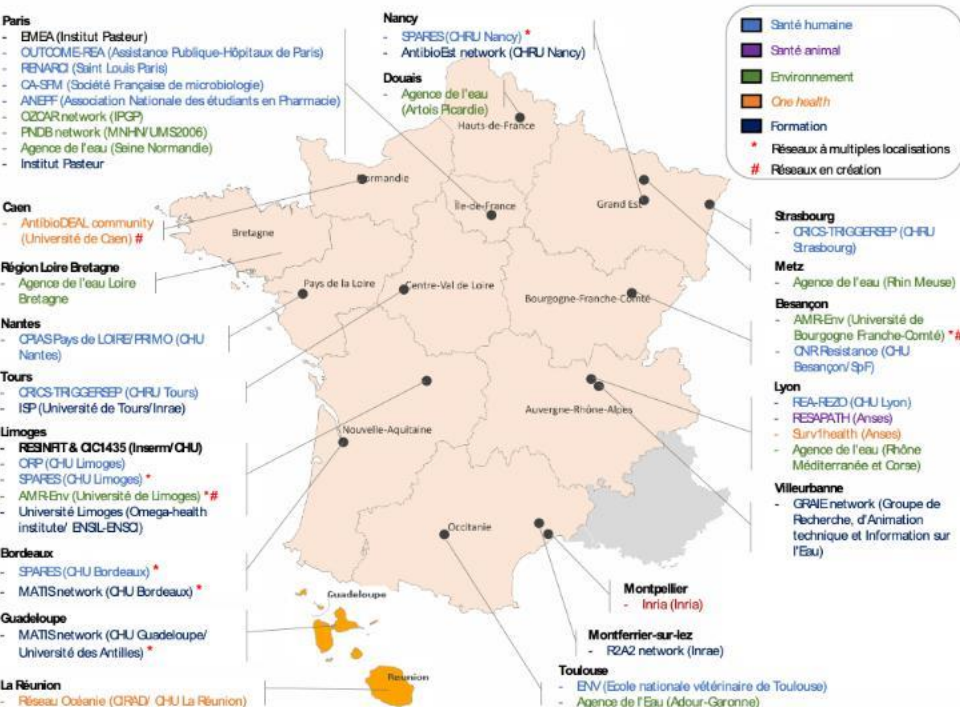 Paris
- EMEA (Institut Pasteur)
- OUTCOME-REA (Assistance Publique-Hôpitaux de Paris)
- RENARCI (Saint Louis Paris)
- CA-SFM (Société Française de microbiologie)
- ANEPF (Association Nationale des étudiants en Pharmacie)
- OZCAR network (IPGP)
- PNDB network (MNHN/UMS2006)
- Agence de l'eau (Seine Normandie)
- Institut Pasteur
Caen
- AntibioDEAL community
(Université de Caen) #
Région Loire Bretagne
- Agence de l'eau Loire
Bretagne
Nantes
- CPIAS Pays de LOIRE/PRIMO (CHU
Nantes)
Tours
- CRICS-TRIGGERSEP (CHRU Tours)
- ISP (Université de Tours/Inrae)
Limoges
- RESINFIT & CIC1435 (Inserm/CHU)
- ORP (CHU Limoges)
- SPARES (CHU Limoges) *
- AMR-Env (Université de Limoges) *#
- Université Limoges (Omega-health
institute/ ENSIL-ENSCI)
Bordeaux
- SPARES (CHU Bordeaux) *
- MATIS network (CHU Bordeaux) *
Guadeloupe
- MATIS network (CHU Guadeloupe/
Université des Antilles) *
La Réunion
- Réseau Océanie (CIRAD/ CHU La Réunion)
Nancy
- SPARES (CHRU Nancy) *
- AntibioEst network (CHRU Nancy)
Douais
- Agence de l'eau
(Artois Picardie)
Hauts-de-France
Normandie
Île-de-France
Grand Est
Bretagne
Pays de la Loire
Centre-Val de Loire
Bourgogne-Franche-Comté
Auvergne-Rhône-Alpes
Nouvelle-Aquitaine
Occitanie
Guadeloupe
Réunion
Santé humaine
Santé animal
Environnement
One health
Formation
* Réseaux à multiples localisations
# Réseaux en création
Strasbourg
- CRICS-TRIGGERSEP (CHRU
Strasbourg)
Metz
- Agence de l'eau (Rhin Meuse)
Besançon
- AMR-Env (Université de
Bourgogne Franche-Comté) *#
- CNR Resistance (CHU
Besançon/SpF)
Lyon
- REA-REZO (CHU Lyon)
- RESAPATH (Anses)
- Surv1health (Anses)
- Agence de l'eau (Rhône
Méditerranée et Corse)
Villeurbanne
- GRAIE network (Groupe de
Recherche, d'Animation
technique et Information sur
l'Eau)
Montpellier
- Inria (Inria)
Montferrier-sur-lez
- R2A2 network (Inrae)
Toulouse
- ENV (Ecole nationale vétérinaire de Toulouse)
- Agence de l'Eau (Adour-Garonne)